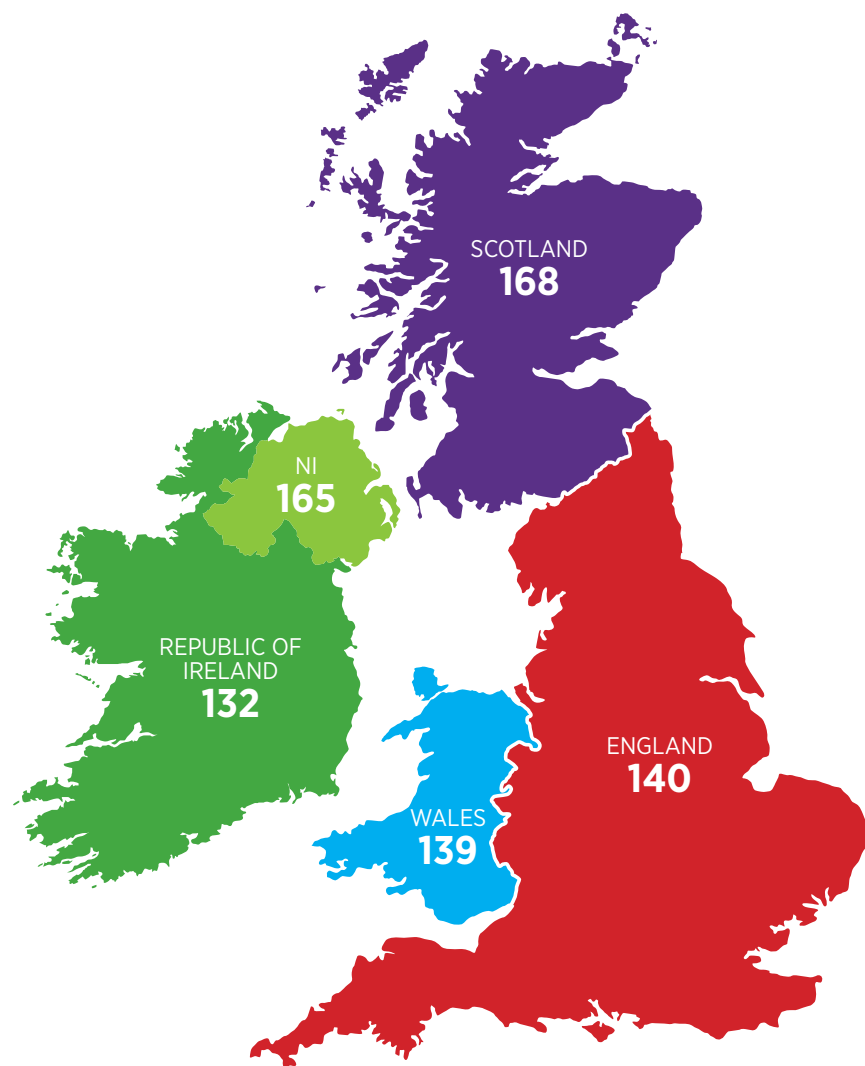 SCOTLAND
168
NI
165
REPUBLIC OF
IRELAND
132
ENGLAND
140
WALES
139